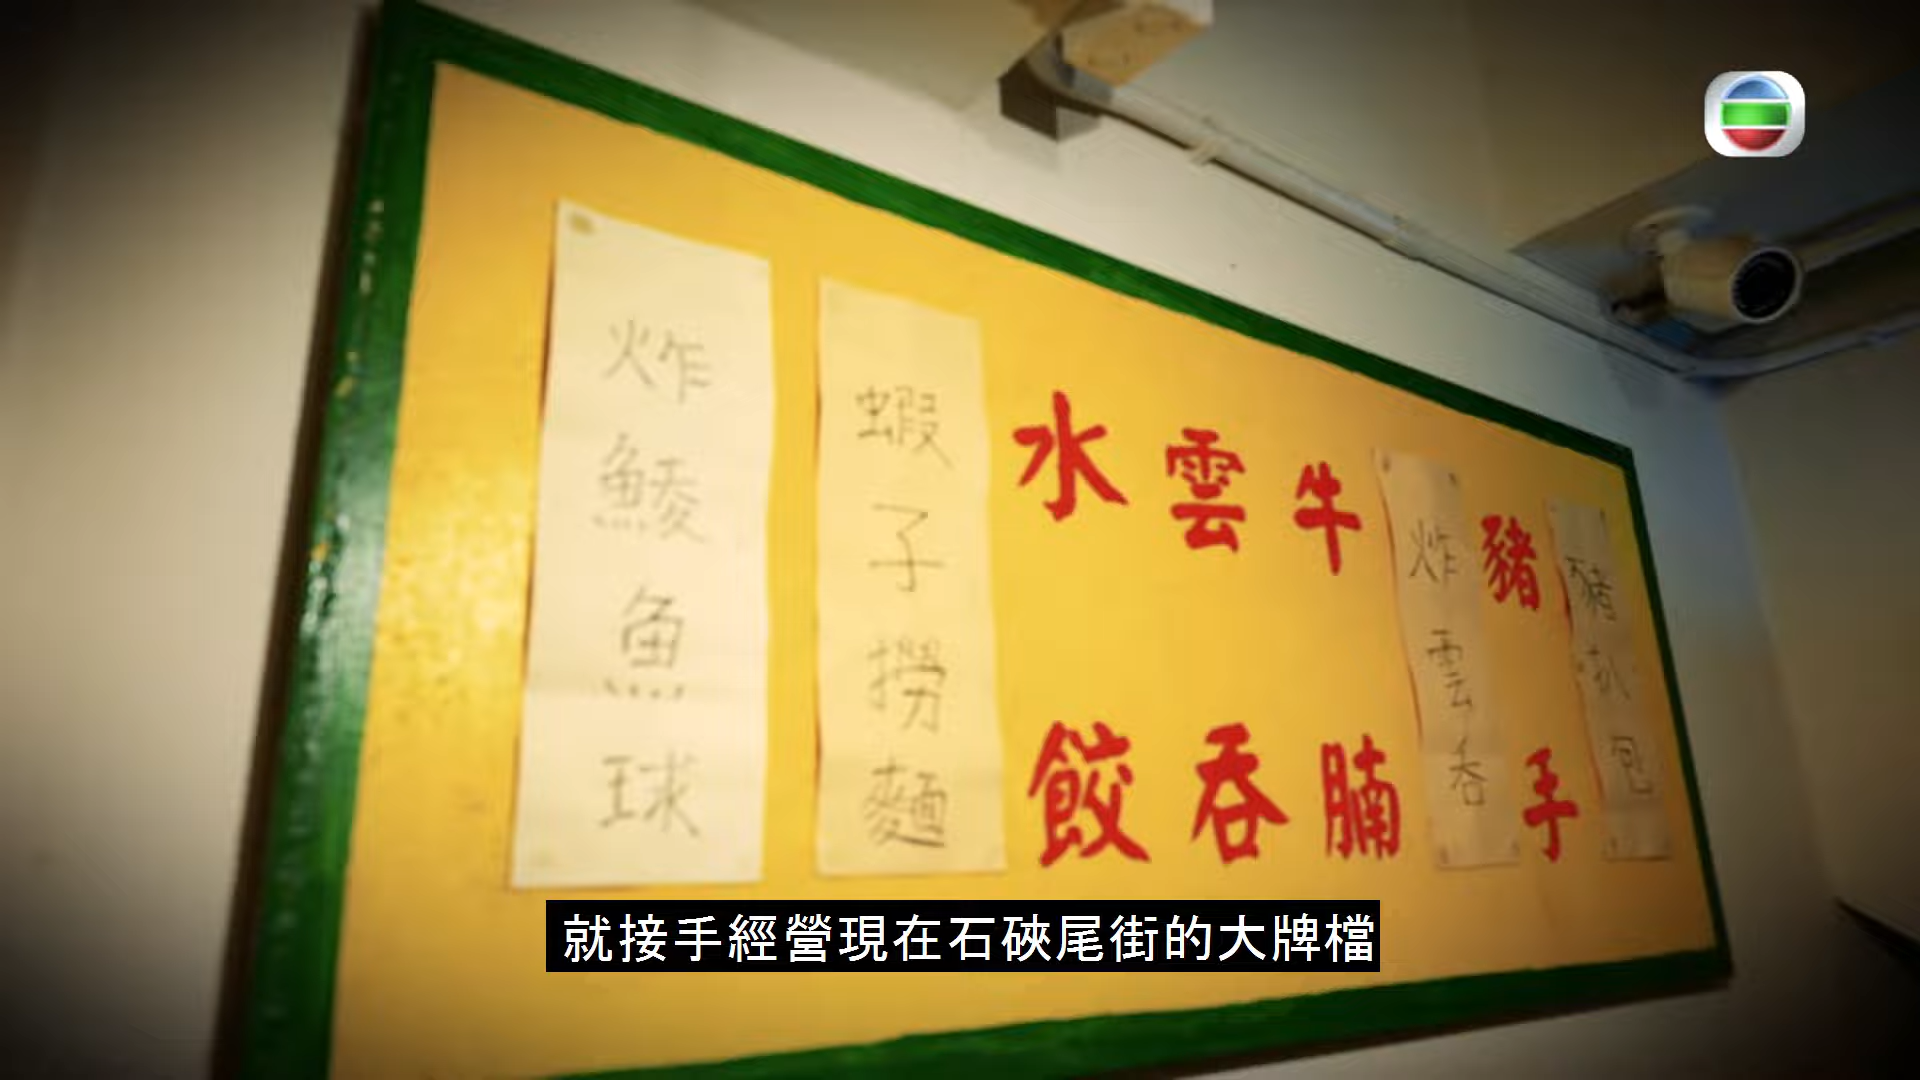 炸鯪魚球
蝦子撈麵
水餃
雲吞
牛腩
炸雲吞
豬手
豬扒包
就接手經營現在石硤尾街的大牌檔